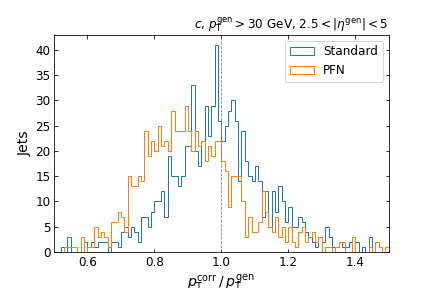 c, p_T^gen > 30 GeV, 2.5 < |η^gen| < 5
Standard
PFN
Jets
40
35
30
25
20
15
10
5
0
0.6 0.8 1.0 1.2 1.4
p_T^corr / p_T^gen